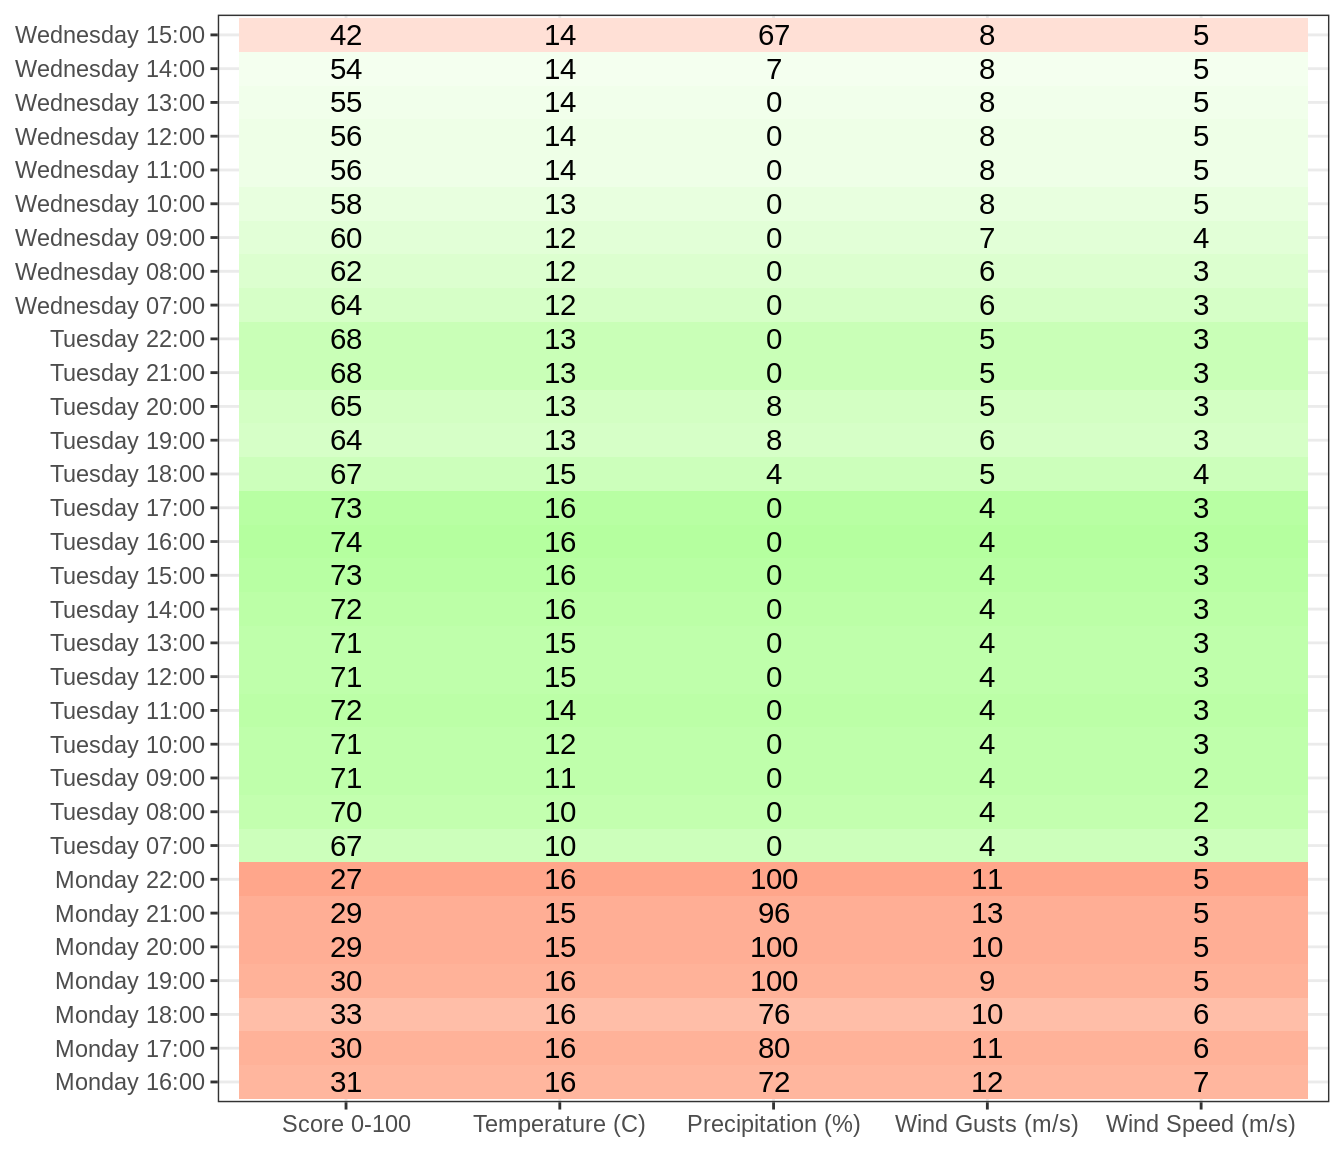 Wednesday 15:00 42 14 67 8 5
Wednesday 14:00 54 14 7 8 5
Wednesday 13:00 55 14 0 8 5
Wednesday 12:00 56 14 0 8 5
Wednesday 11:00 56 14 0 8 5
Wednesday 10:00 58 13 0 8 5
Wednesday 09:00 60 12 0 7 4
Wednesday 08:00 62 12 0 6 3
Wednesday 07:00 64 12 0 6 3
Tuesday 22:00 68 13 0 5 3
Tuesday 21:00 68 13 0 5 3
Tuesday 20:00 65 13 8 5 3
Tuesday 19:00 64 13 8 6 3
Tuesday 18:00 67 15 4 5 4
Tuesday 17:00 73 16 0 4 3
Tuesday 16:00 74 16 0 4 3
Tuesday 15:00 73 16 0 4 3
Tuesday 14:00 72 16 0 4 3
Tuesday 13:00 71 15 0 4 3
Tuesday 12:00 71 15 0 4 3
Tuesday 11:00 72 14 0 4 3
Tuesday 10:00 71 12 0 4 3
Tuesday 09:00 71 11 0 4 2
Tuesday 08:00 70 10 0 4 2
Tuesday 07:00 67 10 0 4 3
Monday 22:00 27 16 100 11 5
Monday 21:00 29 15 96 13 5
Monday 20:00 29 15 100 10 5
Monday 19:00 30 16 100 9 5
Monday 18:00 33 16 76 10 6
Monday 17:00 30 16 80 11 6
Monday 16:00 31 16 72 12 7
Score 0-100 Temperature (C) Precipitation (%) Wind Gusts (m/s) Wind Speed (m/s)